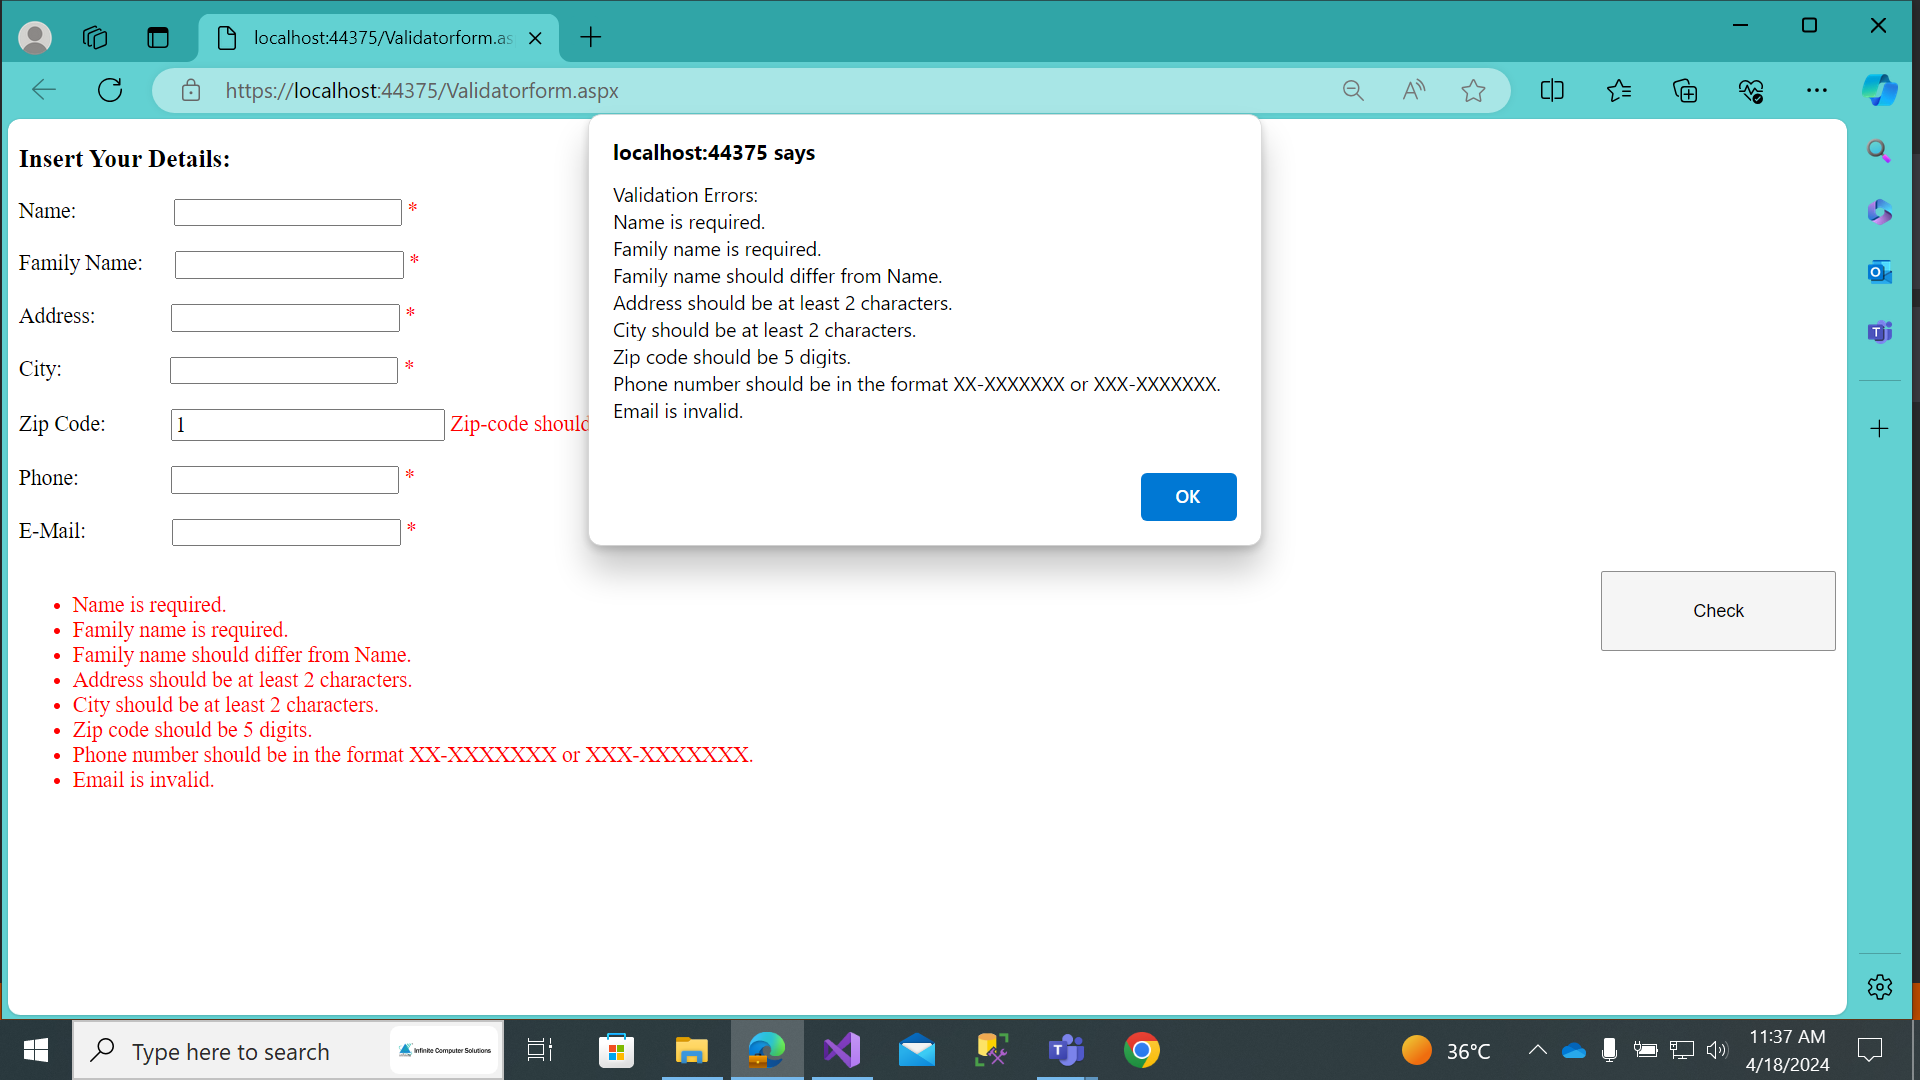 localhost:44375/Validatorform.as
https://localhost:44375/Validatorform.aspx
localhost:44375 says
Validation Errors:
Name is required.
Family name is required.
Family name should differ from Name.
Address should be at least 2 characters.
City should be at least 2 characters.
Zip code should be 5 digits.
Phone number should be in the format XX-XXXXXXX or XXX-XXXXXXX.
Email is invalid.
OK
Insert Your Details:
Name: *
Family Name: *
Address: *
City: *
Zip Code: 1 Zip-code should
Phone: *
E-Mail: *
Check
• Name is required.
• Family name is required.
• Family name should differ from Name.
• Address should be at least 2 characters.
• City should be at least 2 characters.
• Zip code should be 5 digits.
• Phone number should be in the format XX-XXXXXXX or XXX-XXXXXXX.
• Email is invalid.
Type here to search
Infinite Computer Solutions
36°C
11:37 AM
4/18/2024